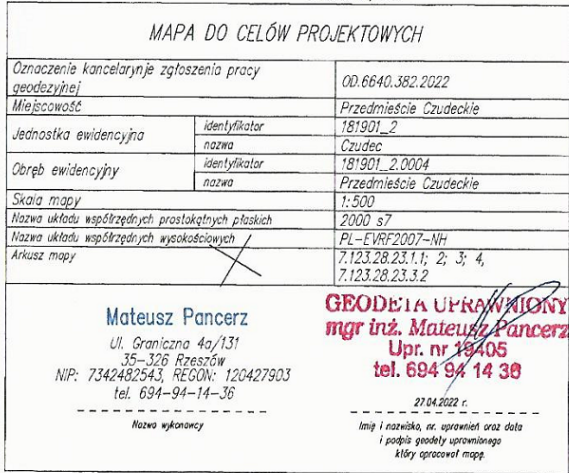 MAPA DO CELÓW PROJEKTOWYCH
Oznaczenie kancelaryjne zgłoszenia pracy
geodezyjnej
OD.6640.382.2022
Miejscowość
Przedmieście Czudeckie
Jednostka ewidencyjna
identyfikator
181901_2
nazwa
Czudec
Obręb ewidencyjny
identyfikator
181901_2.0004
nazwa
Przedmieście Czudeckie
Skala mapy
1:500
Nazwa układu współrzędnych prostokątnych płaskich
2000 s7
Nazwa układu współrzędnych wysokościowych
PL-EVRF2007-NH
Arkusz mapy
7.123.28.23.1.1; 2; 3; 4,
7.123.28.23.3.2
Mateusz Pancerz
Ul. Graniczna 4a/131
35-326 Rzeszów
NIP: 7342482543, REGON: 120427903
tel. 694-94-14-36
Nazwa wykonawcy
GEODETA UPRAWNIONY
mgr inż. Mateusz Pancerz
Upr. nr 19405
tel. 694 94 14 36
27.04.2022 r.
Imię i nazwisko, nr. uprawnień oraz data
i podpis geodety uprawnionego
który opracował mapę.